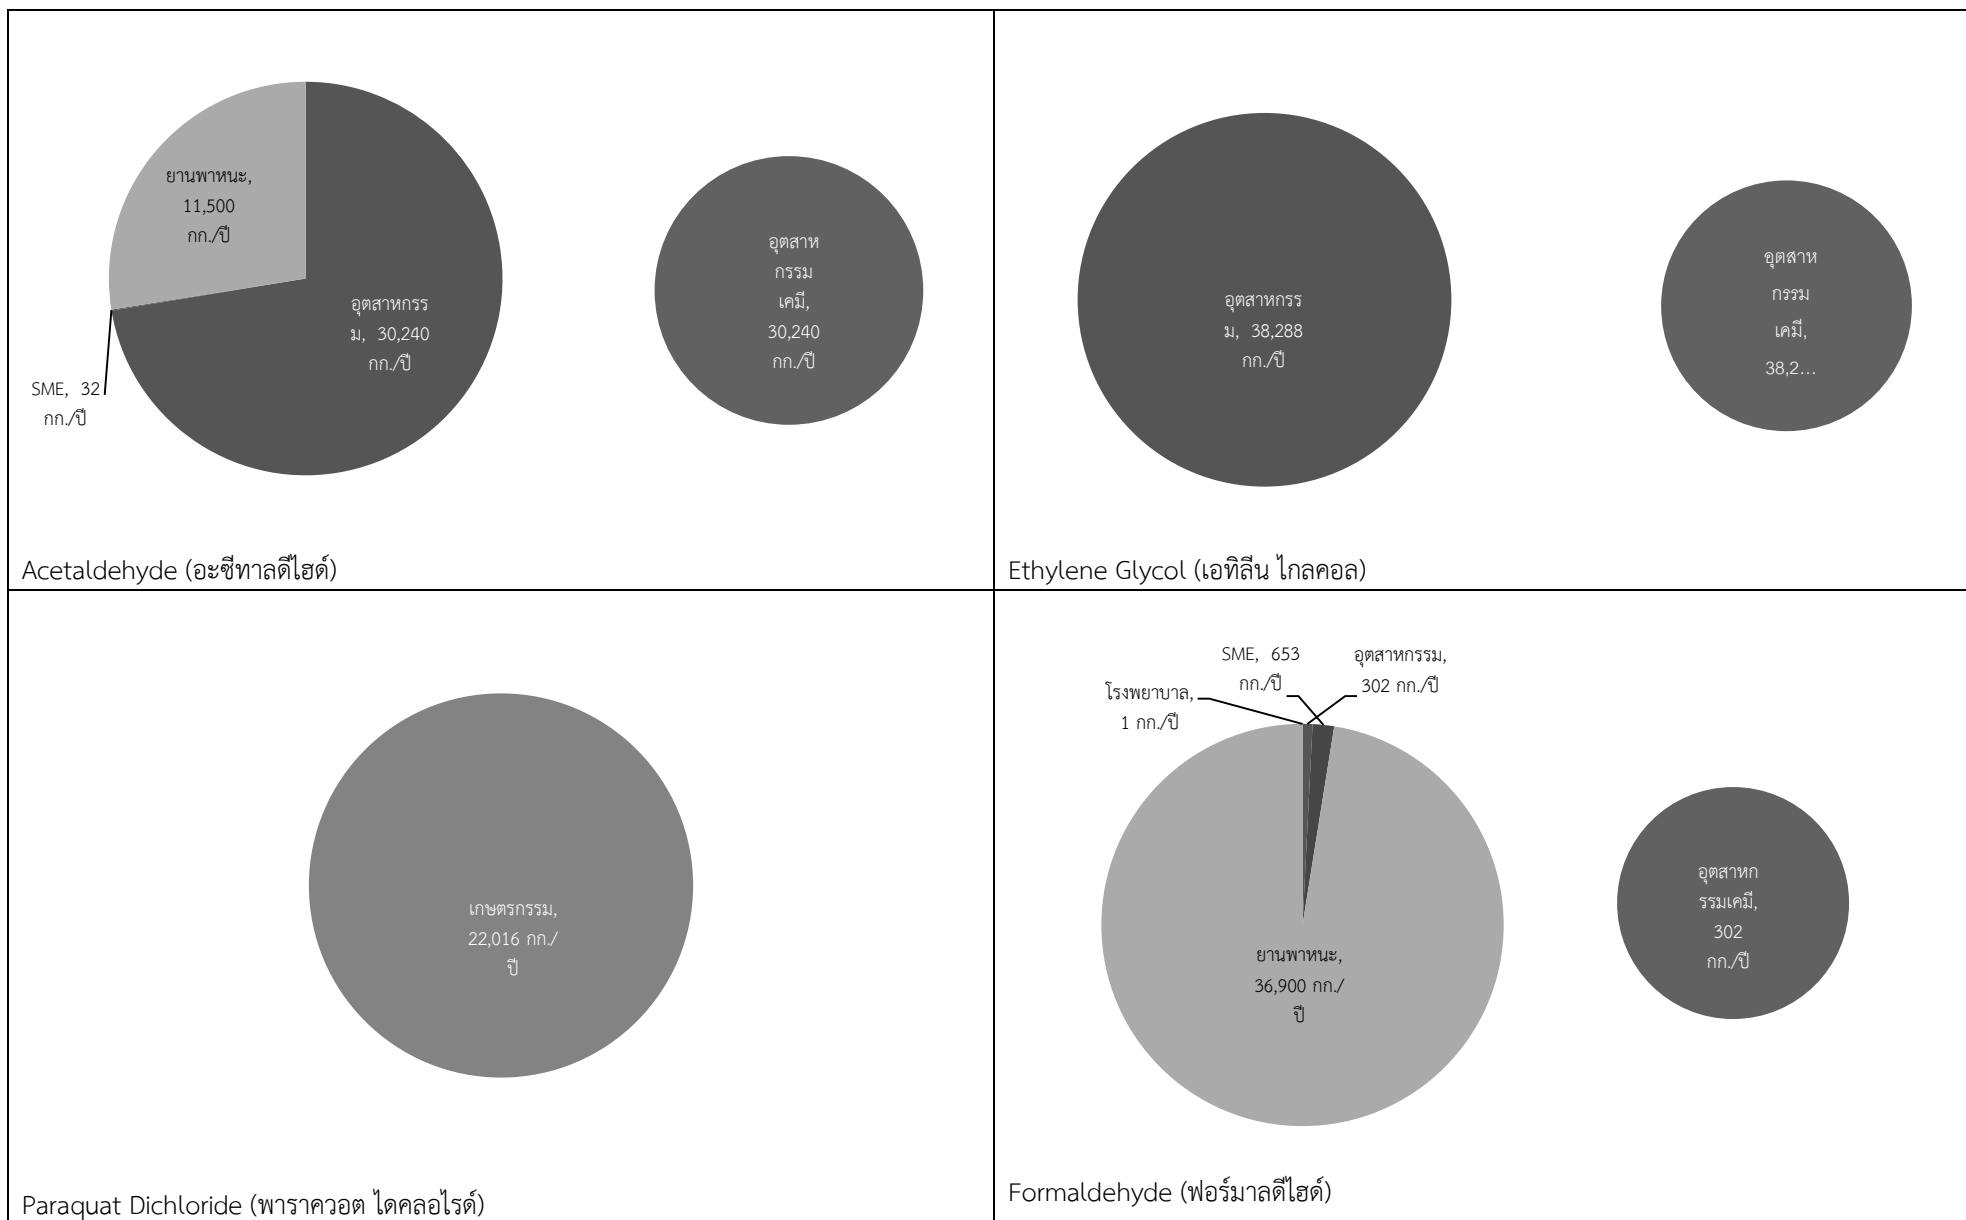 ยานพาหนะ,
11,500
กก./ปี
อุตสาหกรร
ม,  30,240
กก./ปี
SME,  32
กก./ปี
อุตสาห
กรรม
เคมี,
30,240
กก./ปี
Acetaldehyde (อะซีทาลดีไฮด์)
อุตสาหกรร
ม,  38,288
กก./ปี
อุตสาห
กรรม
เคมี,
38,2…
Ethylene Glycol (เอทิลีน ไกลคอล)
เกษตรกรรม,
22,016 กก./
ปี
Paraquat Dichloride (พาราควอต ไดคลอไรด์)
โรงพยาบาล,
1 กก./ปี
SME,  653
กก./ปี
อุตสาหกรรม,
302 กก./ปี
ยานพาหนะ,
36,900 กก./
ปี
อุตสาหก
รรมเคมี,
302
กก./ปี
Formaldehyde (ฟอร์มาลดีไฮด์)